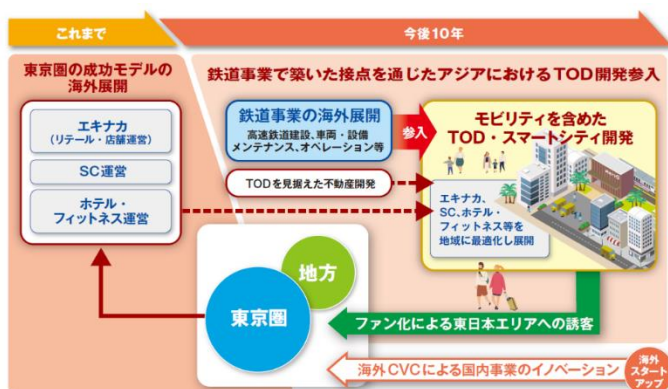 これまで
今後10年
東京圏の成功モデルの
海外展開
エキナカ
(リテール・店舗運営)
SC運営
ホテル・
フィットネス運営
鉄道事業で築いた接点を通じたアジアにおけるTOD開発参入
鉄道事業の海外展開
高速鉄道建設、車両・設備
メンテナンス、オペレーション等
参入
TODを見据えた不動産開発
モビリティを含めた
TOD・スマートシティ開発
エキナカ、
SC、ホテル・
フィットネス等を
地域に最適化し展開
地方
東京圏
ファン化による東日本エリアへの誘客
海外CVCによる国内事業のイノベーション
海外
スタート
アップ